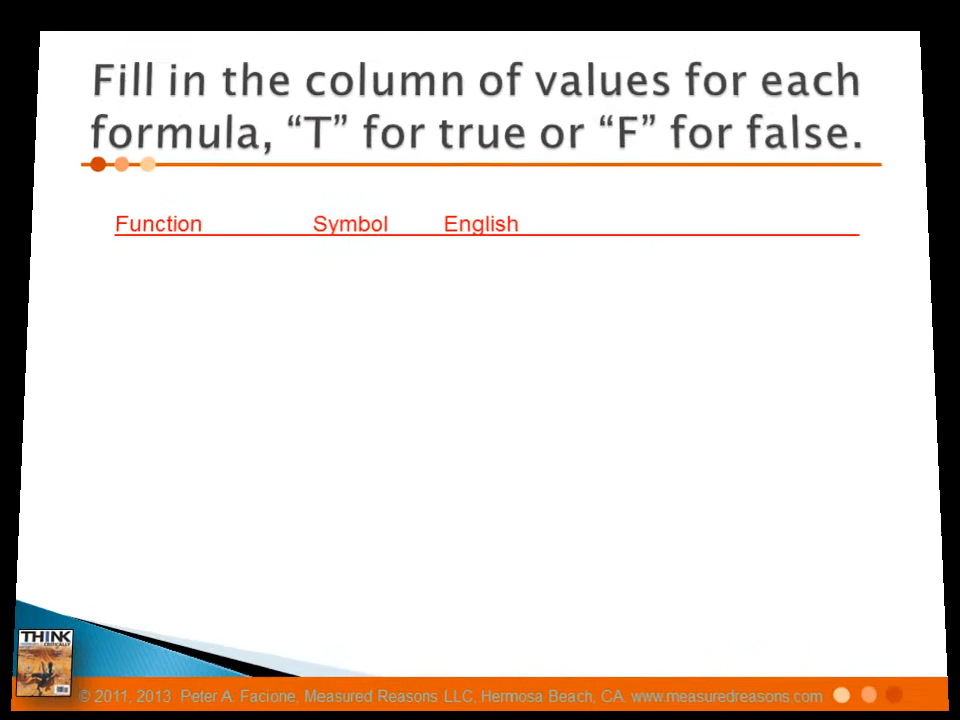 Fill in the column of values for each
formula, “T” for true or “F” for false.
Function Symbol English
THINK
CRITICALLY
© 2011, 2013 Peter A. Facione, Measured Reasons LLC, Hermosa Beach, CA. www.measuredreasons.com